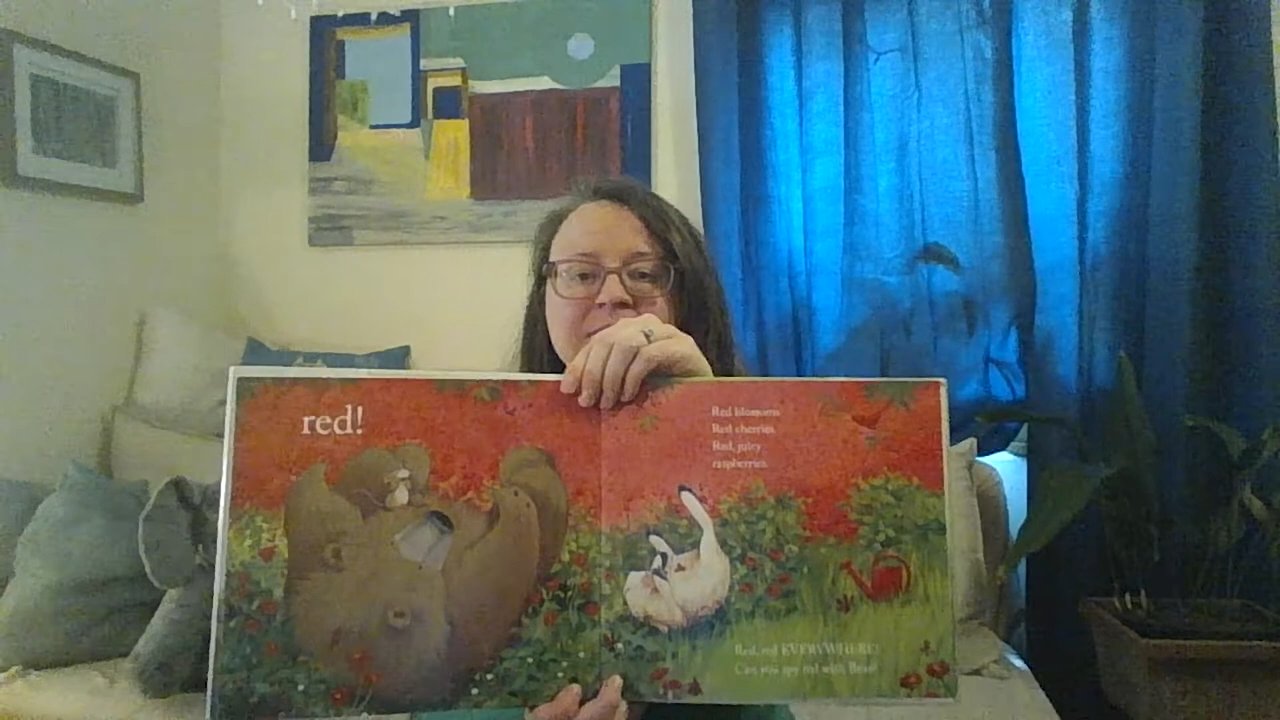 red!
Red blossoms
Red cherries
Red, juicy
raspberries
Red, red EVERYWHERE!
Can you spy red with Bear?